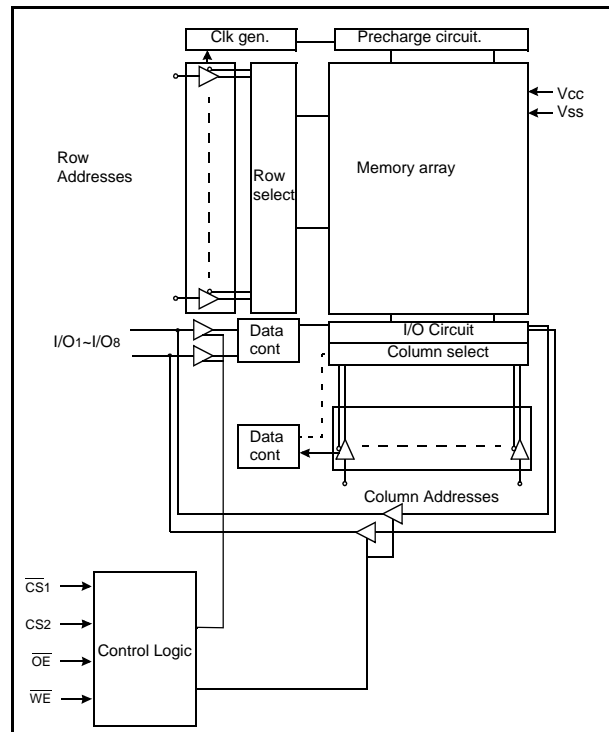 Clk gen.
Precharge circuit.
Vcc
Vss
Row
Addresses
Row
select
Memory array
I/O1~I/O8
Data
cont
I/O Circuit
Column select
Data
cont
Column Addresses
CS1
CS2
OE
WE
Control Logic